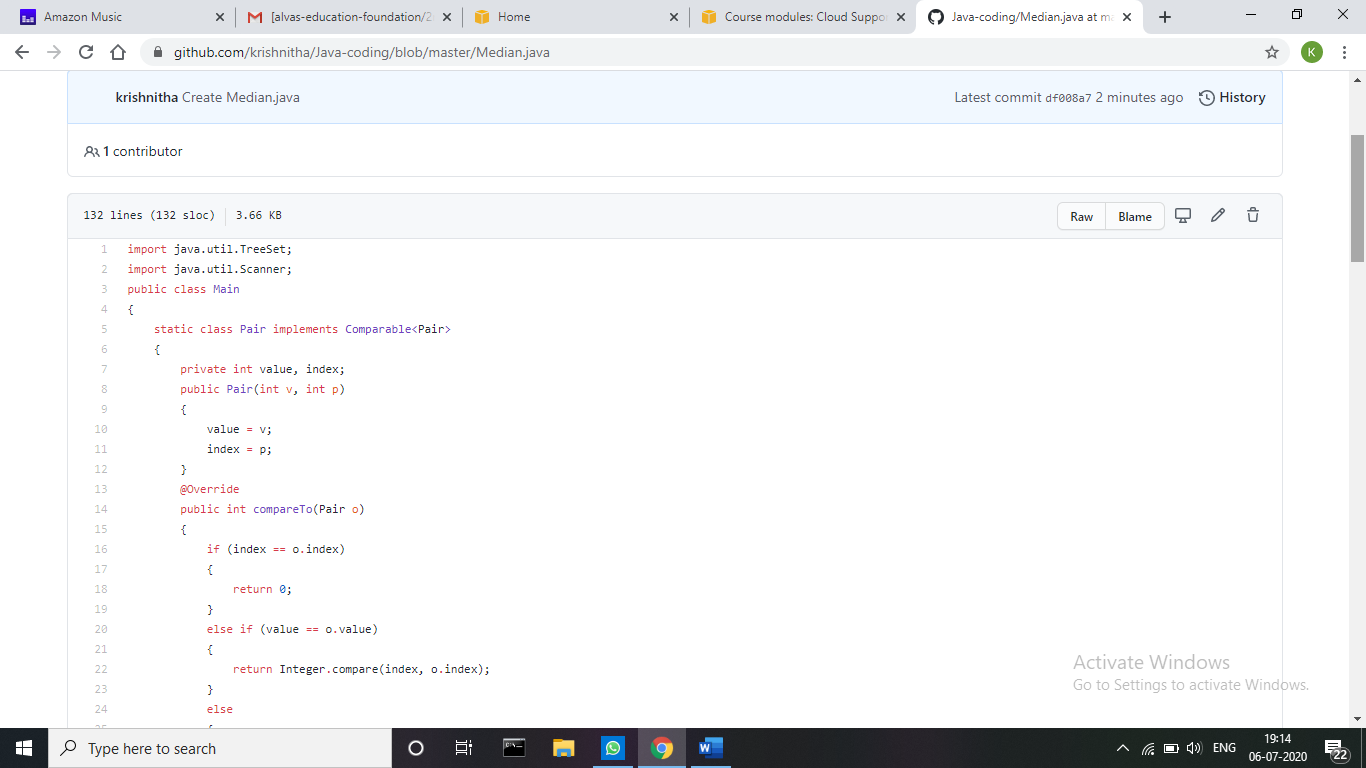 Amazon Music
[alvas-education-foundation/2
Home
Course modules: Cloud Suppo
Java-coding/Median.java at ma
github.com/krishnitha/Java-coding/blob/master/Median.java
K
krishnitha Create Median.java
Latest commit df008a7 2 minutes ago
History
1 contributor
132 lines (132 sloc) 3.66 KB
Raw
Blame
1 import java.util.TreeSet;
2 import java.util.Scanner;
3 public class Main
4 {
5 static class Pair implements Comparable<Pair>
6 {
7 private int value, index;
8 public Pair(int v, int p)
9 {
10 value = v;
11 index = p;
12 }
13 @Override
14 public int compareTo(Pair o)
15 {
16 if (index == o.index)
17 {
18 return 0;
19 }
20 else if (value == o.value)
21 {
22 return Integer.compare(index, o.index);
23 }
24 else
Activate Windows
Go to Settings to activate Windows.
Type here to search
W
ENG
19:14
06-07-2020
22